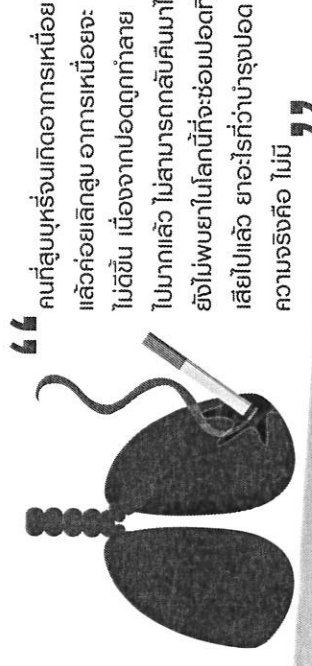 “
คนที่สูบบุหรี่จนเกิดอาการเหนื่อย
แล้วค่อยเลิกสูบ อาการเหนื่อยจะ
ไม่ดีขึ้น เนื่องจากปอดถูกทำลาย
ไปมากแล้ว ไม่สามารถกลับคืนมาไ
ยังไม่พบยาในโลกนี้ที่จะซ่อมปอดที
เสียไปแล้ว ยาอะไรที่ว่าบำรุงปอด
ความจริงคือ ไม่มี
”